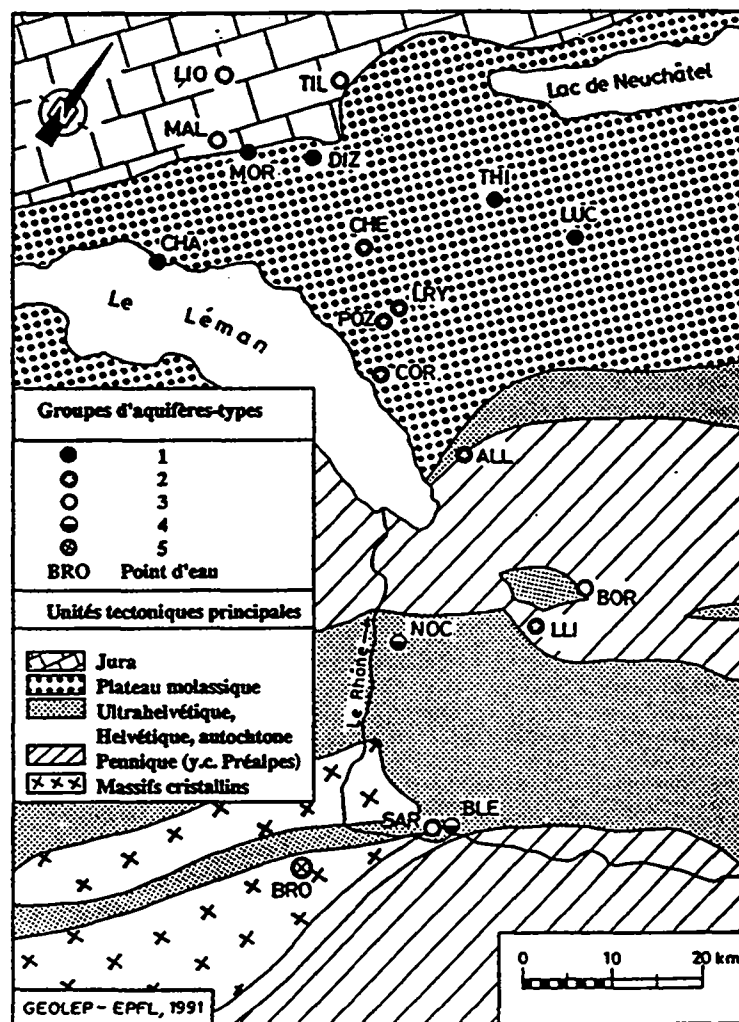 LIO
TIL
Lac de Neuchâtel
N
MAL
MOR
DIZ
THI
LUC
CHE
CHA
LRY
POZ
Le Léman
COR
ALL
Groupes d'aquifères-types
1
2
3
4
5
BRO Point d'eau
Unités tectoniques principales
Jura
Plateau molassique
Ultrahelvétique,
Helvétique, autochtone
Pennique (y.c. Préalpes)
Massifs cristallins
BOR
LLI
NOC
Le Rhône
SAR
BLE
BRO
0 10 20 km
GEOLEP - EPFL, 1991